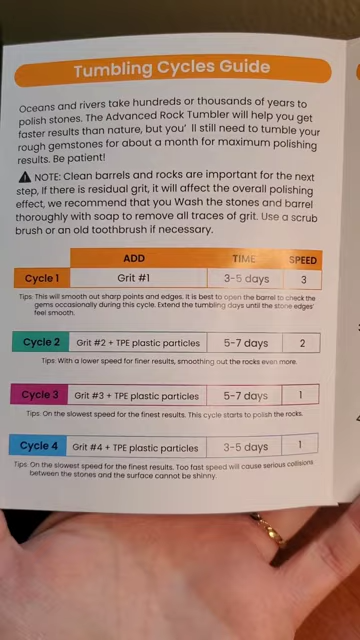 Tumbling Cycles Guide
Oceans and rivers take hundreds or thousands of years to
polish stones. The Advanced Rock Tumbler will help you get
faster results than nature, but you' ll still need to tumble your
rough gemstones for about a month for maximum polishing
results. Be patient!
NOTE: Clean barrels and rocks are important for the next
step, If there is residual grit, it will affect the overall polishing
effect, we recommend that you Wash the stones and barrel
thoroughly with soap to remove all traces of grit. Use a scrub
brush or an old toothbrush if necessary.
ADD TIME SPEED
Cycle 1 Grit #1 3-5 days 3
Tips: This will smooth out sharp points and edges. It is best to open the barrel to check the
gems occasionally during this cycle. Extend the tumbling days until the stone edges'
feel smooth.
Cycle 2 Grit #2 + TPE plastic particles 5-7 days 2
Tips: With a lower speed for finer results, smoothing out the rocks even more.
Cycle 3 Grit #3 + TPE plastic particles 5-7 days 1
Tips: On the slowest speed for the finest results. This cycle starts to polish the rocks.
Cycle 4 Grit #4 + TPE plastic particles 3-5 days 1
Tips: On the slowest speed for the finest results. Too fast speed will cause serious collisions
between the stones and the surface cannot be shinny.